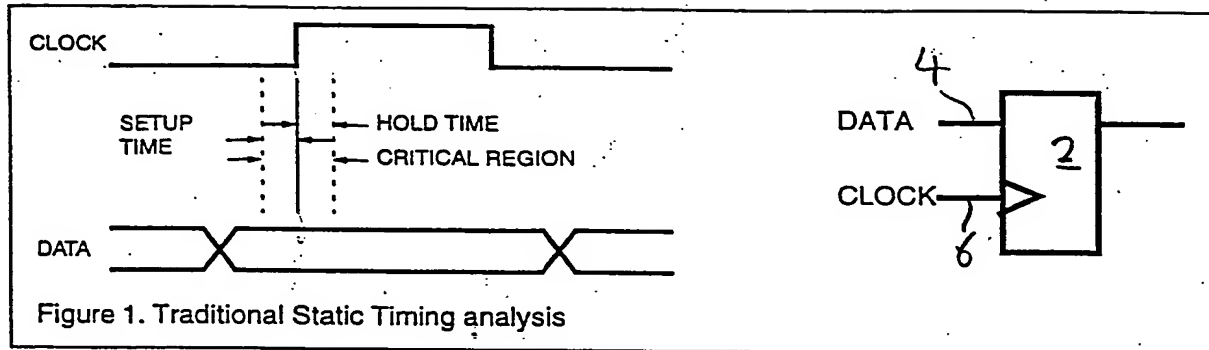 CLOCK
SETUP
TIME
HOLD TIME
CRITICAL REGION
DATA
4
DATA
2
CLOCK
6
Figure 1. Traditional Static Timing analysis